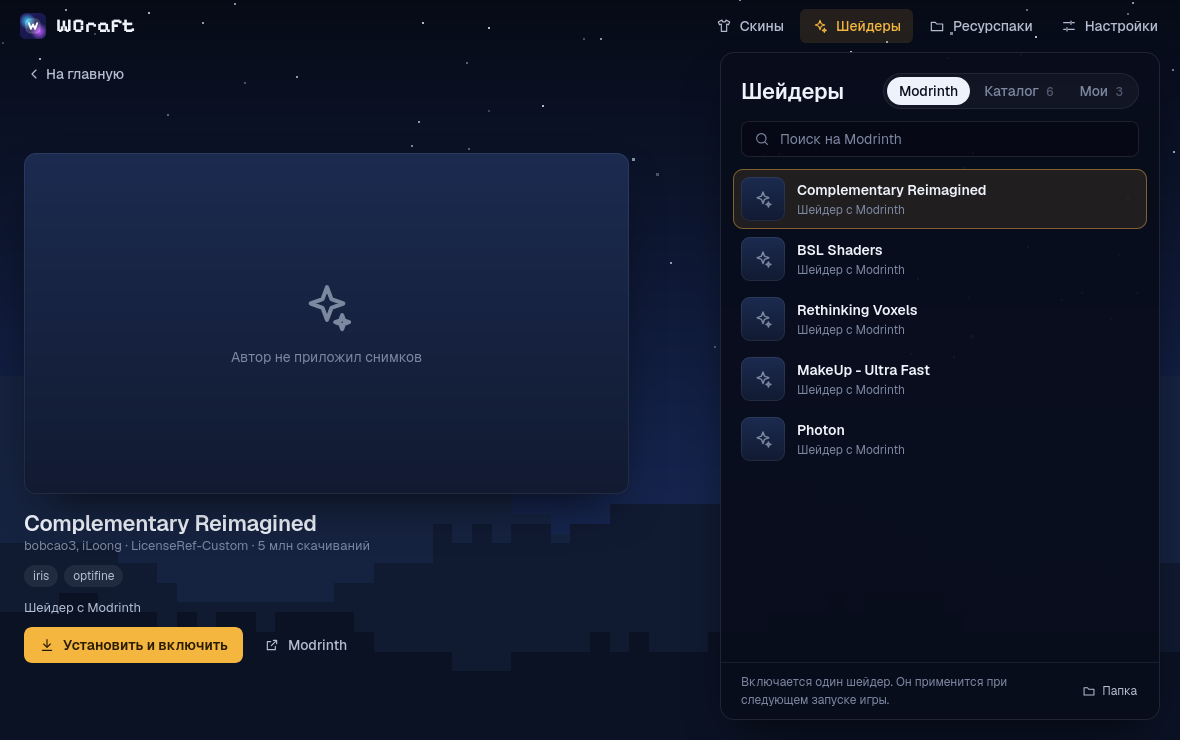 WCraft
Скины
Шейдеры
Ресурспаки
Настройки
На главную
Автор не приложил снимков
Complementary Reimagined
bobcao3, iLoong · LicenseRef-Custom · 5 млн скачиваний
iris
optifine
Шейдер с Modrinth
Установить и включить
Modrinth
Шейдеры
Modrinth
Каталог 6
Мои 3
Поиск на Modrinth
Complementary Reimagined
Шейдер с Modrinth
BSL Shaders
Шейдер с Modrinth
Rethinking Voxels
Шейдер с Modrinth
MakeUp - Ultra Fast
Шейдер с Modrinth
Photon
Шейдер с Modrinth
Включается один шейдер. Он применится при
следующем запуске игры.
Папка